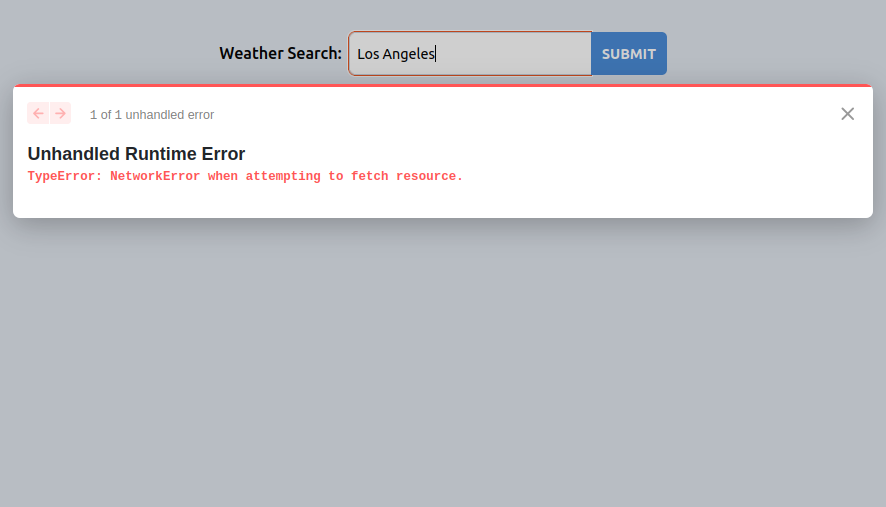 Weather Search: Los Angeles SUBMIT
1 of 1 unhandled error
Unhandled Runtime Error
TypeError: NetworkError when attempting to fetch resource.